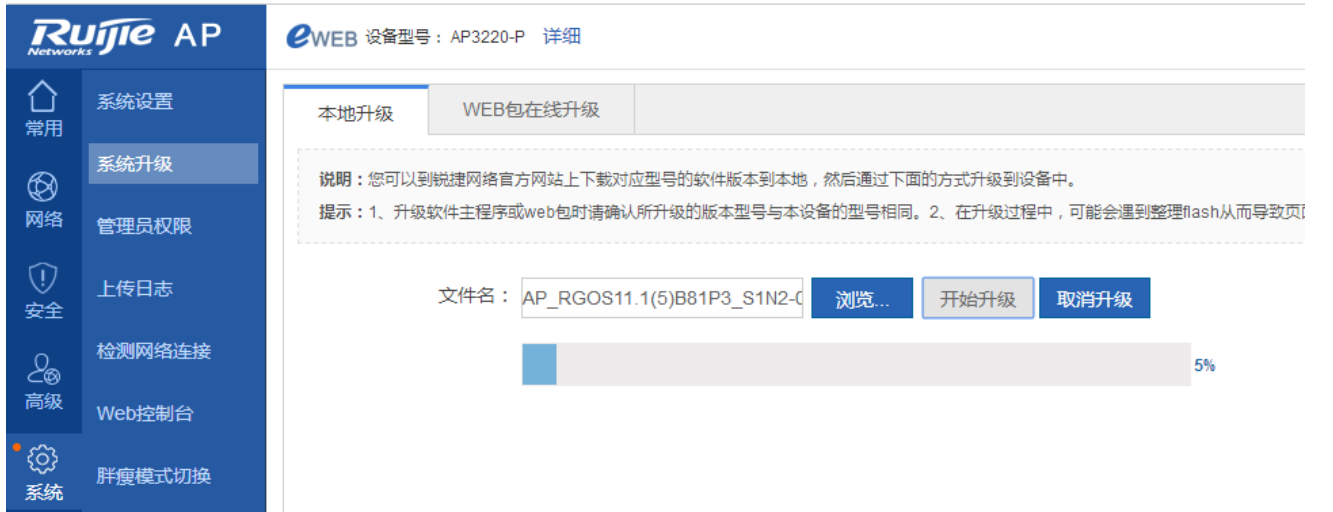 Ruijie AP
Networks
eWEB 设备型号：AP3220-P 详细
常用
网络
安全
高级
系统
系统设置
系统升级
管理员权限
上传日志
检测网络连接
Web控制台
胖瘦模式切换
本地升级 WEB包在线升级
说明：您可以到锐捷网络官方网站上下载对应型号的软件版本到本地，然后通过下面的方式升级到设备中。
提示：1、升级软件主程序或web包时请确认所升级的版本型号与本设备的型号相同。2、在升级过程中，可能会遇到整理flash从而导致页
文件名： AP_RGOS11.1(5)B81P3_S1N2-0 浏览... 开始升级 取消升级
5%